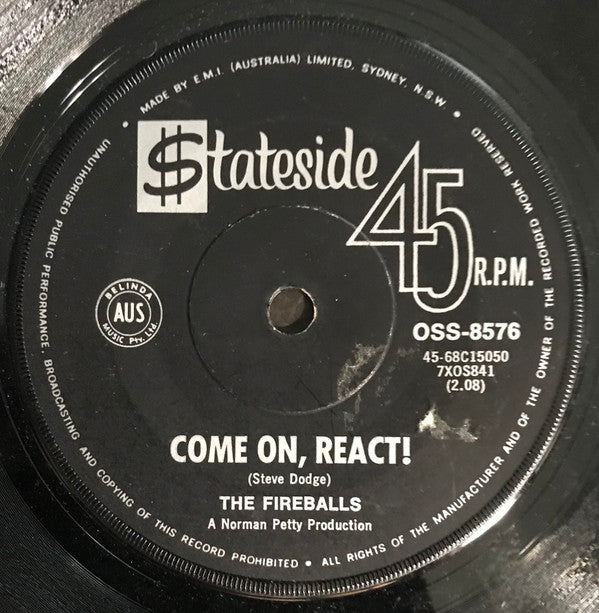 MADE BY E.M.I. (AUSTRALIA) LIMITED, SYDNEY, N.S.W. • ALL RIGHTS OF THE MANUFACTURER AND OF THE OWNER OF THE RECORDED WORK RESERVED
UNAUTHORISED PUBLIC PERFORMANCE, BROADCASTING AND COPYING OF THIS RECORD PROHIBITED •
$tateside
45 R.P.M.
BELINDA
AUS
MUSIC Pty. Ltd.
OSS-8576
45-68C15050
7XOS841
(2.08)
COME ON, REACT!
(Steve Dodge)
THE FIREBALLS
A Norman Petty Production